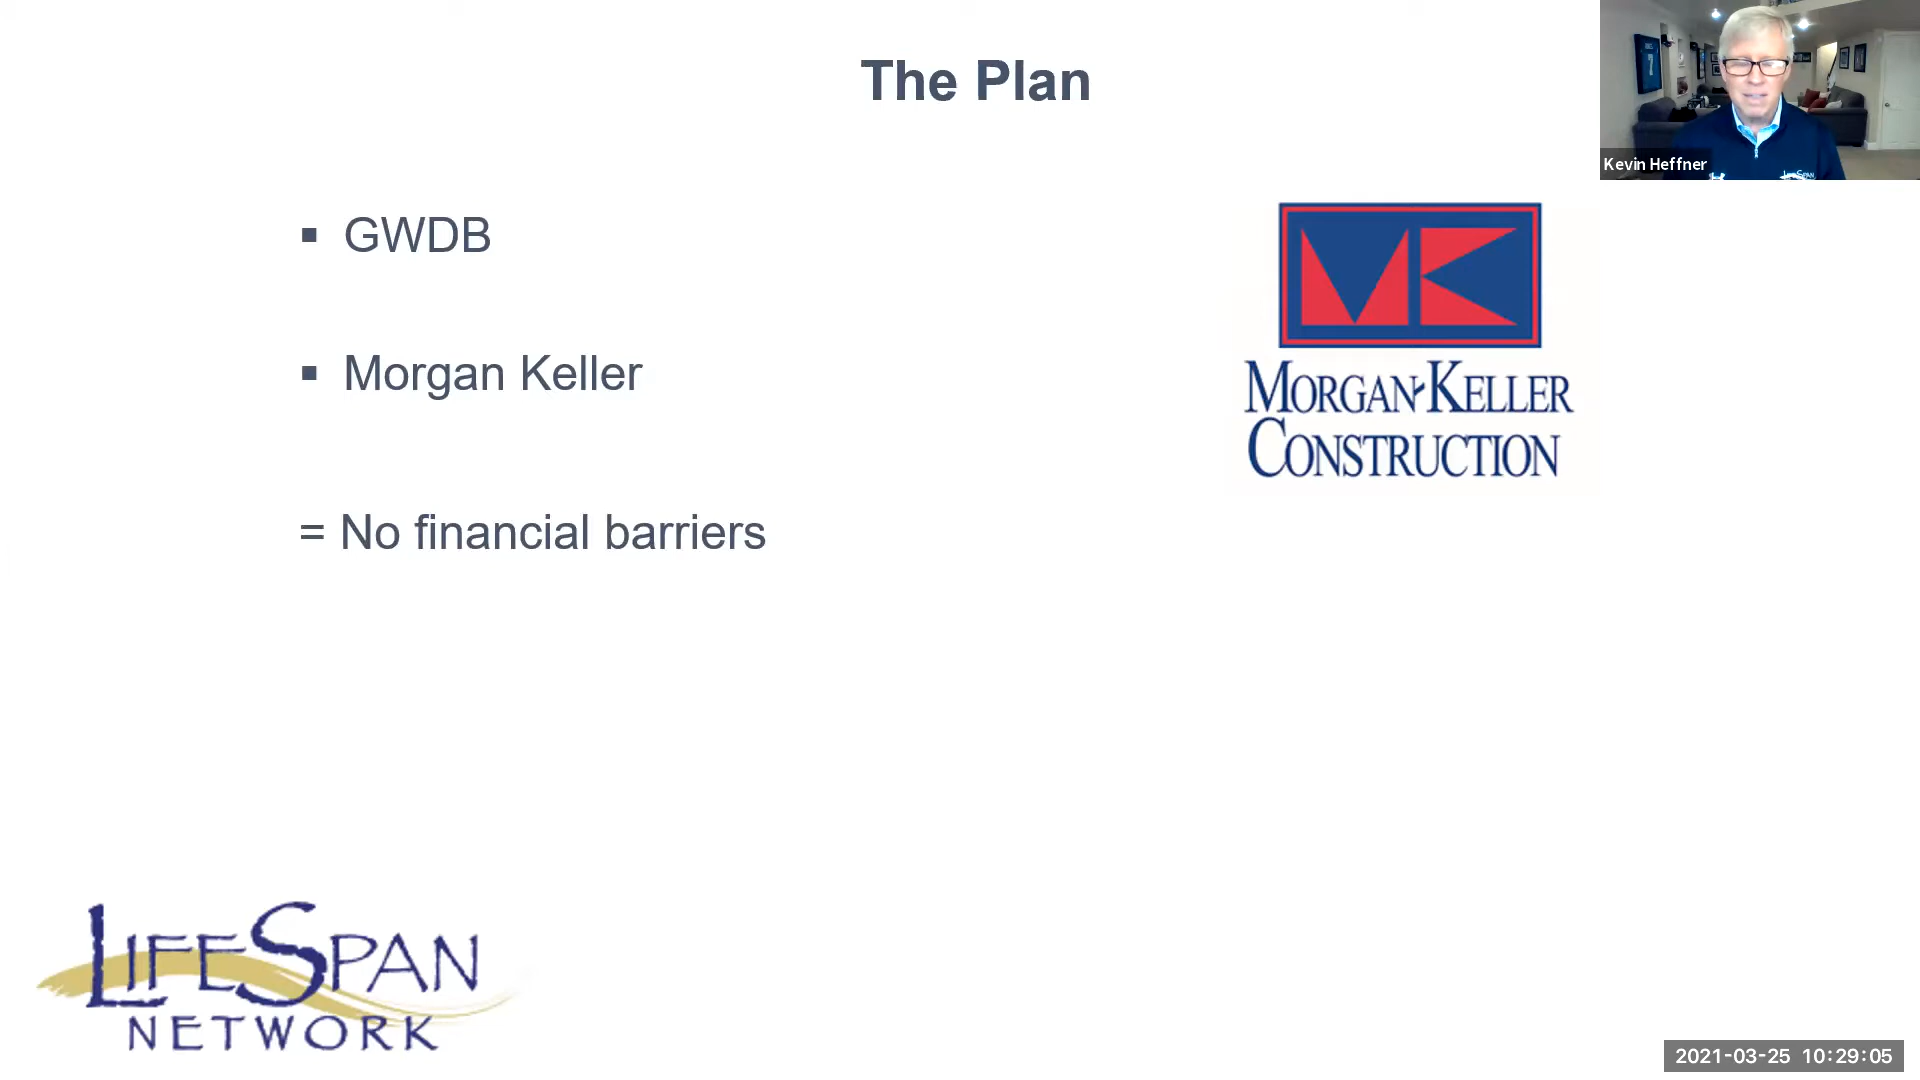 The Plan
▪ GWDB
▪ Morgan Keller
= No financial barriers
Kevin Heffner
LIFESPAN
MORGAN-KELLER
CONSTRUCTION
LIFESPAN
NETWORK
2021-03-25 10:29:05